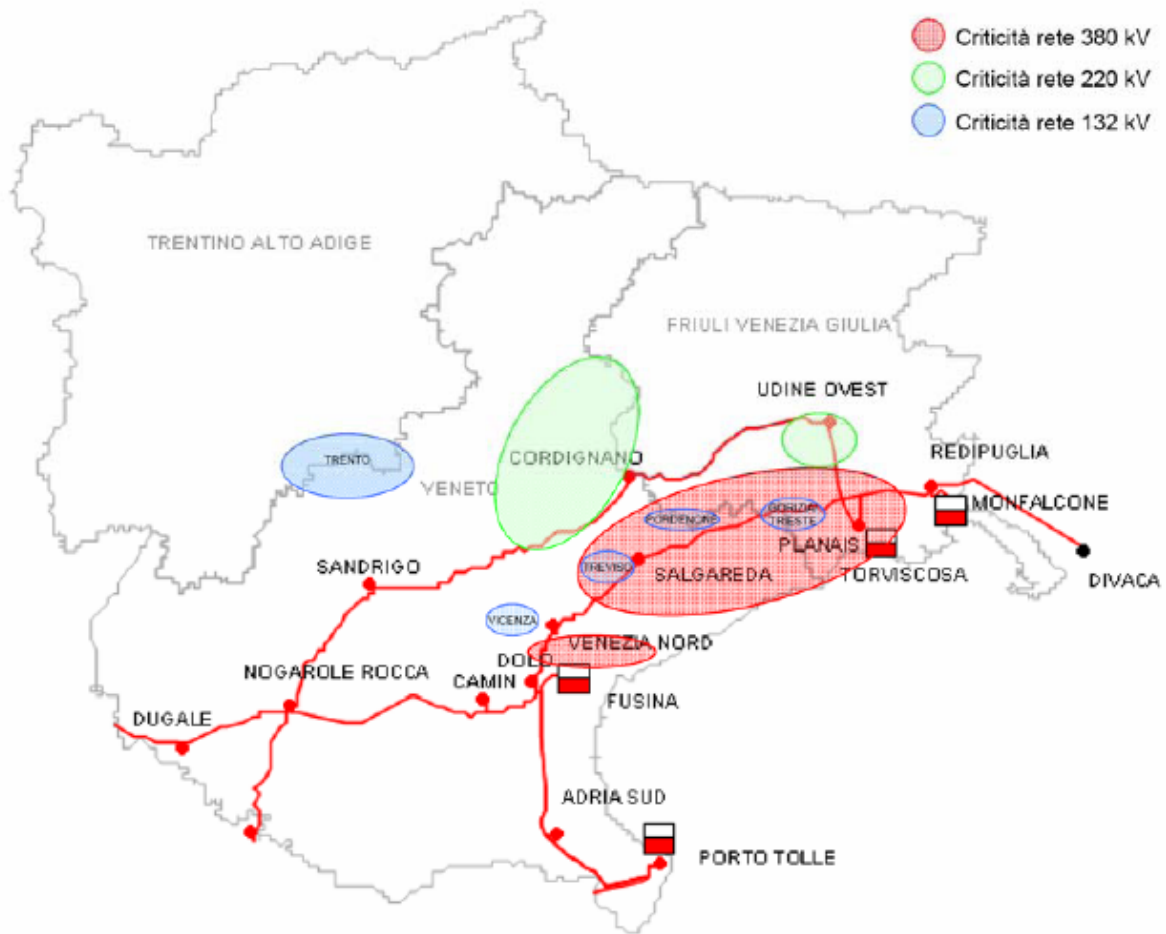 Criticità rete 380 kV
Criticità rete 220 kV
Criticità rete 132 kV
TRENTINO ALTO ADIGE
FRIULI VENEZIA GIULIA
UDINE OVEST
REDIPUGLIA
TRENTO
CORDIGNANO
VENETO
MONFALCONE
PORDENONE
GORIZIA
TRIESTE
PLANAIS
TREVISO
SALGAREDA
TORVISCOSA
DIVACA
SANDRIGO
VICENZA
VENEZIA NORD
DOLO
NOGAROLE ROCCA
CAMIN
FUSINA
DUGALE
ADRIA SUD
PORTO TOLLE